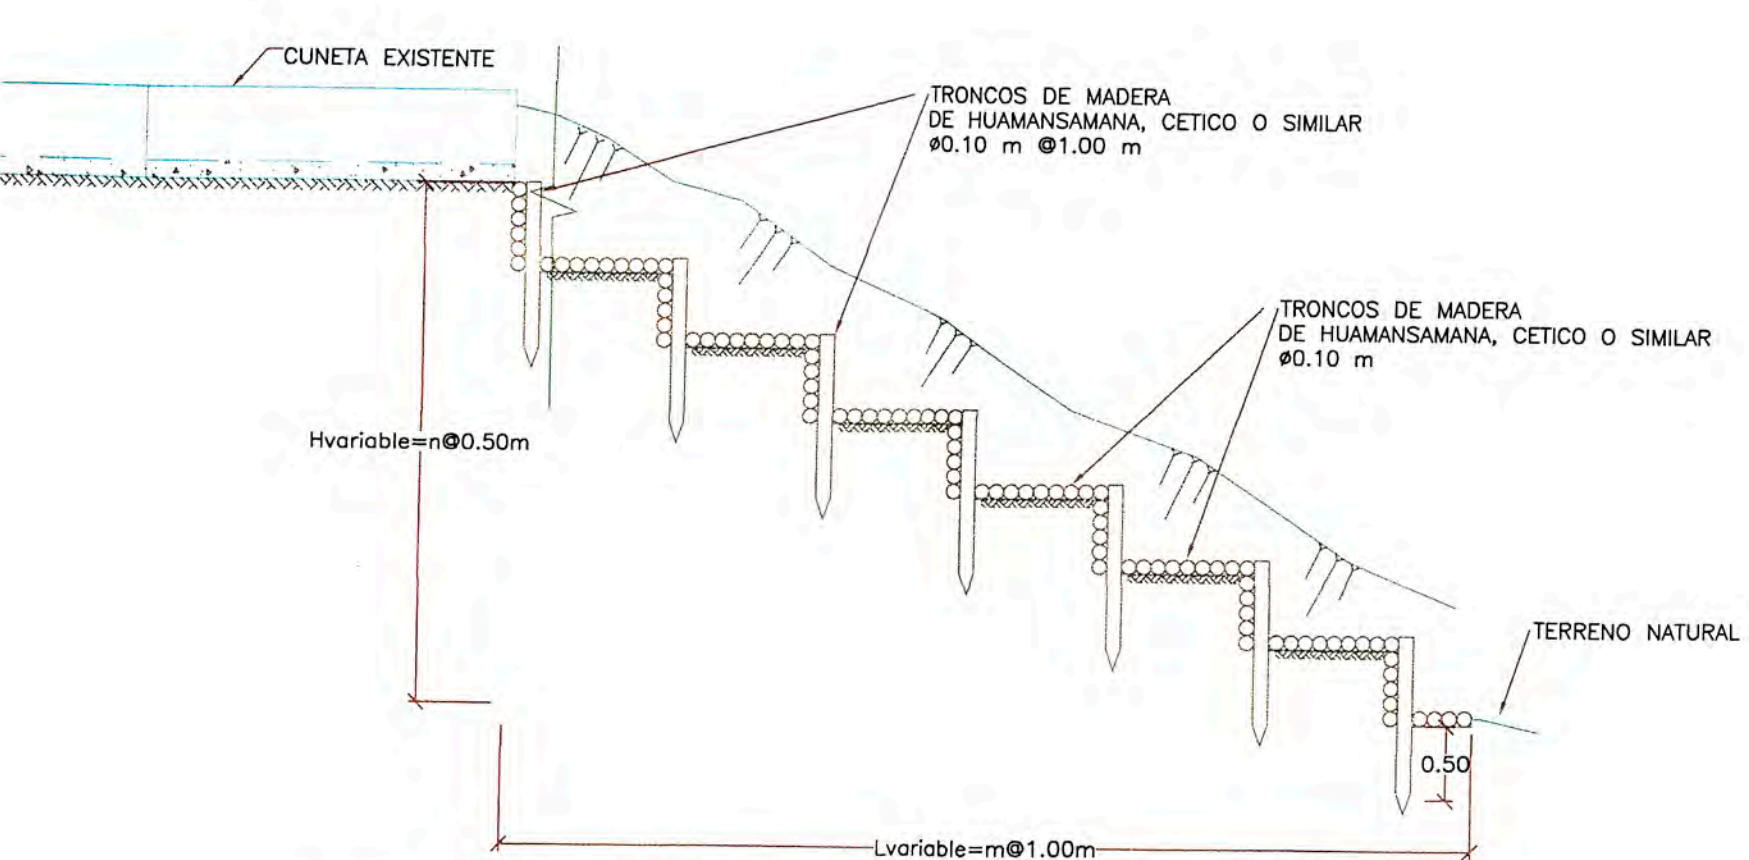 CUNETA EXISTENTE
TRONCOS DE MADERA
DE HUAMANSAMANA, CETICO O SIMILAR
ø0.10 m @1.00 m
TRONCOS DE MADERA
DE HUAMANSAMANA, CETICO O SIMILAR
ø0.10 m
Hvariable=n@0.50m
TERRENO NATURAL
0.50
Lvariable=m@1.00m